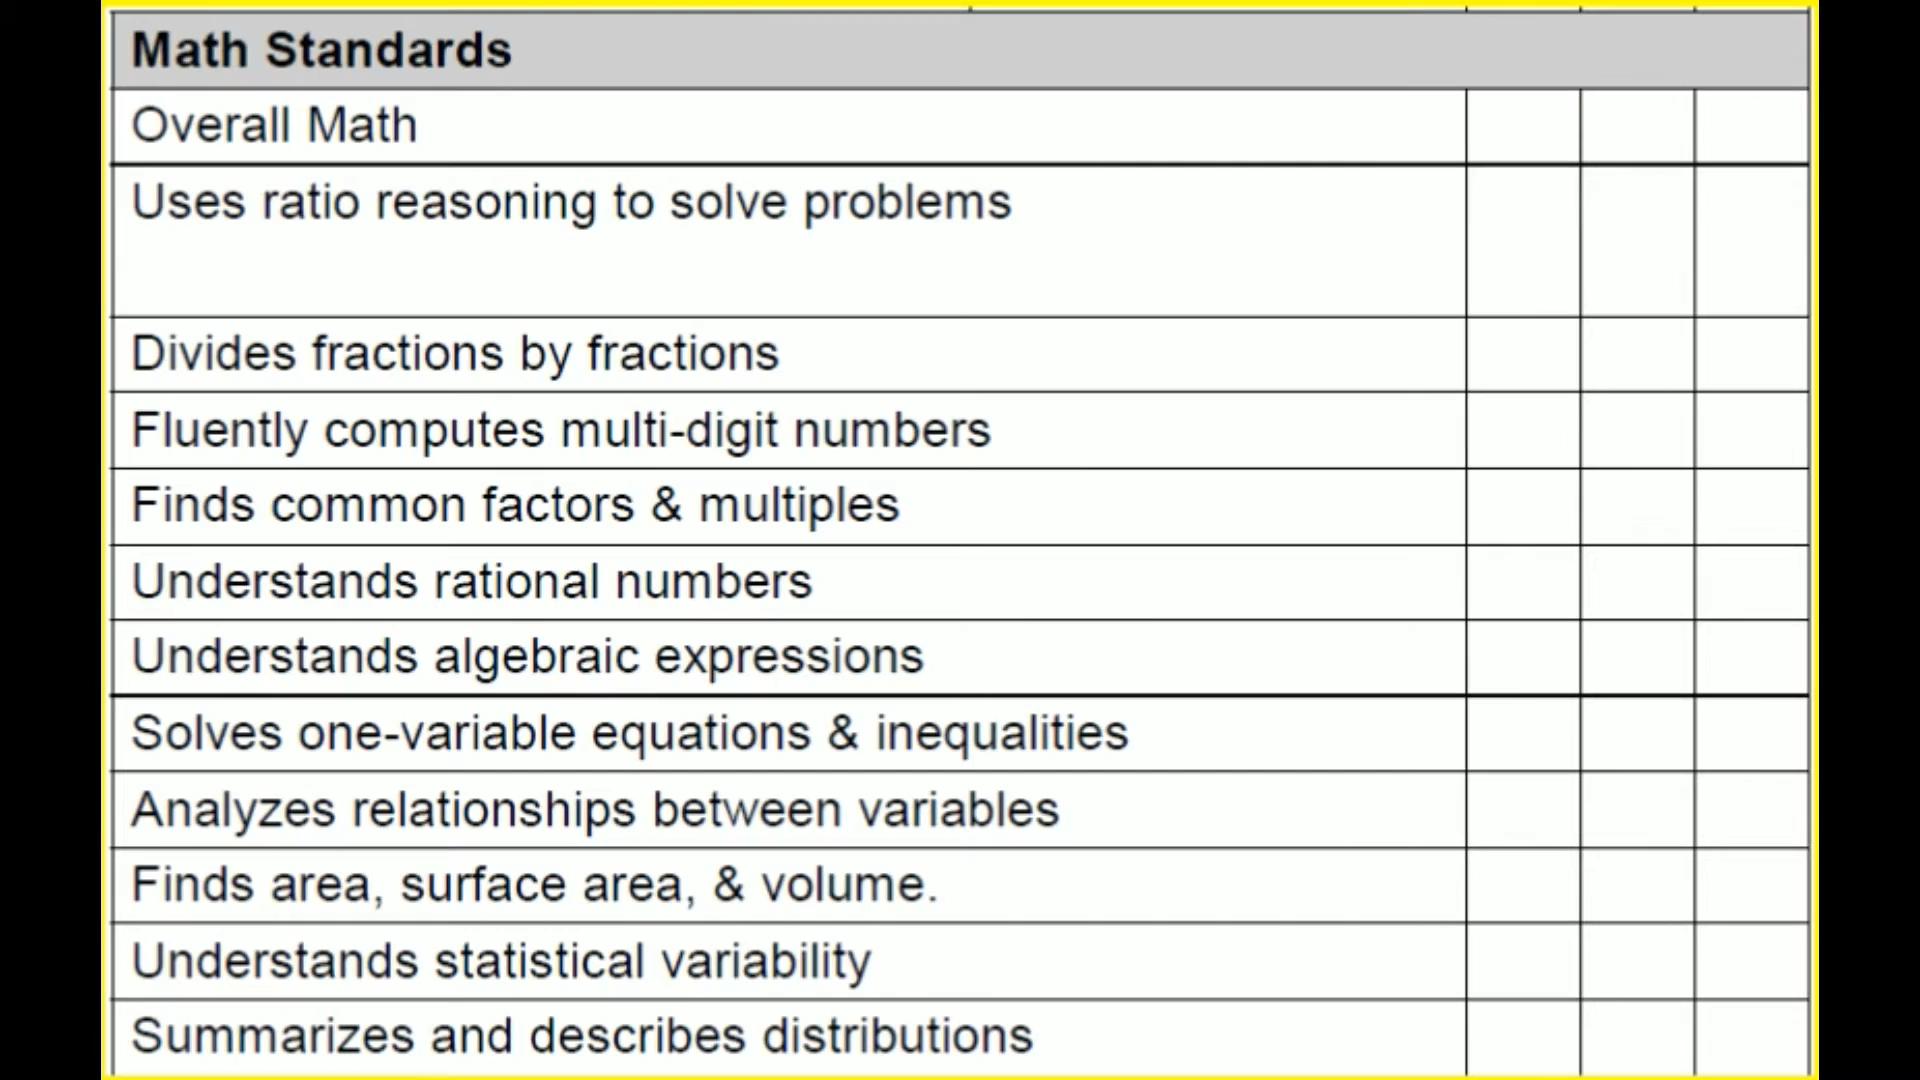 Math Standards
Overall Math
Uses ratio reasoning to solve problems
Divides fractions by fractions
Fluently computes multi-digit numbers
Finds common factors & multiples
Understands rational numbers
Understands algebraic expressions
Solves one-variable equations & inequalities
Analyzes relationships between variables
Finds area, surface area, & volume.
Understands statistical variability
Summarizes and describes distributions